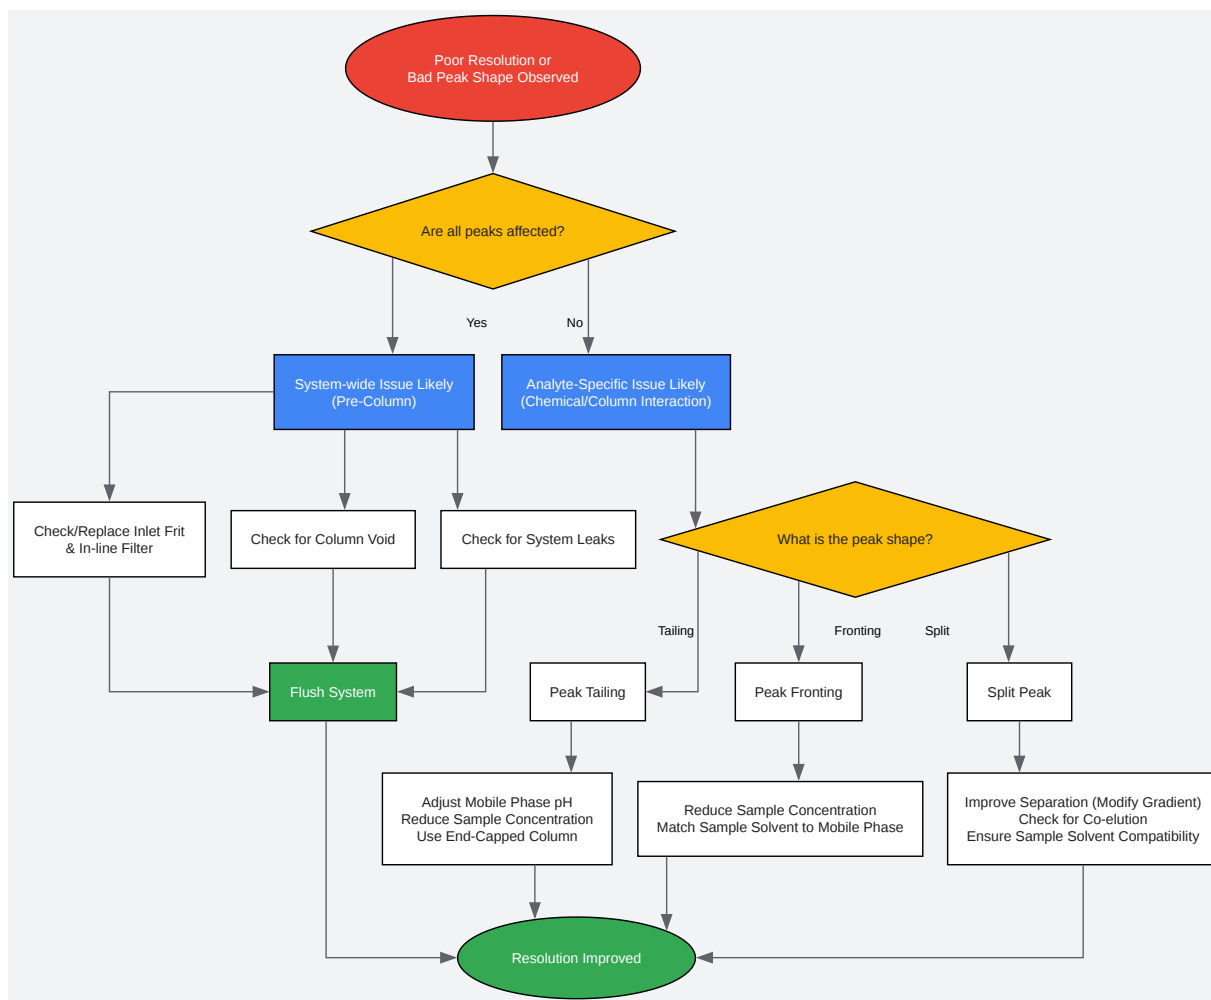 Poor Resolution or
Bad Peak Shape Observed
Are all peaks affected?
Yes
No
System-wide Issue Likely
(Pre-Column)
Analyte-Specific Issue Likely
(Chemical/Column Interaction)
Check/Replace Inlet Frit
& In-line Filter
Check for Column Void
Check for System Leaks
What is the peak shape?
Tailing
Fronting
Split
Flush System
Peak Tailing
Peak Fronting
Split Peak
Adjust Mobile Phase pH
Reduce Sample Concentration
Use End-Capped Column
Reduce Sample Concentration
Match Sample Solvent to Mobile Phase
Improve Separation (Modify Gradient)
Check for Co-elution
Ensure Sample Solvent Compatibility
Resolution Improved